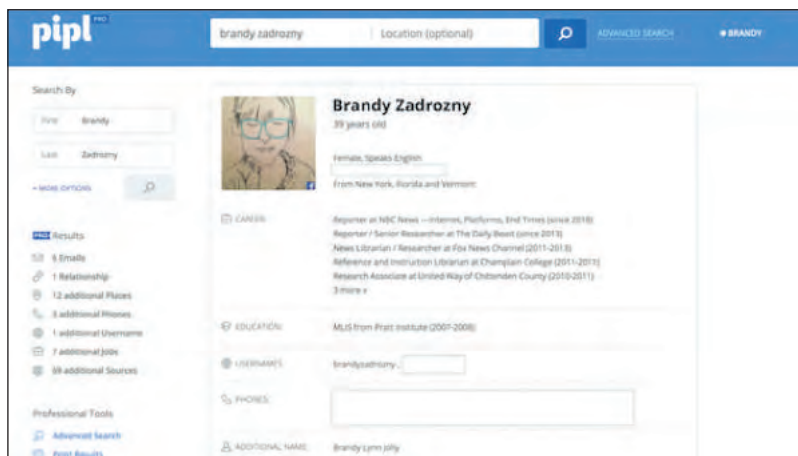 pipl PRO
brandy zadrozny Location (optional) ADVANCED SEARCH BRANDY
Search By
First Brandy
Last Zadrozny
+ MORE OPTIONS
PRO Results
6 Emails
1 Relationship
12 additional Places
3 additional Phones
1 additional Username
7 additional Jobs
69 additional Sources
Professional Tools
Advanced Search
Print Results
Brandy Zadrozny
39 years old
Female, Speaks English
From New York, Florida and Vermont
CAREER: Reporter at NBC News -- Internet, Platforms, End Times (since 2018)
Reporter / Senior Researcher at The Daily Beast (since 2013)
News Librarian / Researcher at Fox News Channel (2011-2013)
Reference and Instruction Librarian at Champlain College (2011-2011)
Research Associate at United Way of Chittenden County (2010-2011)
3 more »
EDUCATION: MLIS from Pratt Institute (2007-2008)
USERNAMES: brandyzadrozny ,
PHONES:
ADDITIONAL NAME: Brandy Lynn Jolly